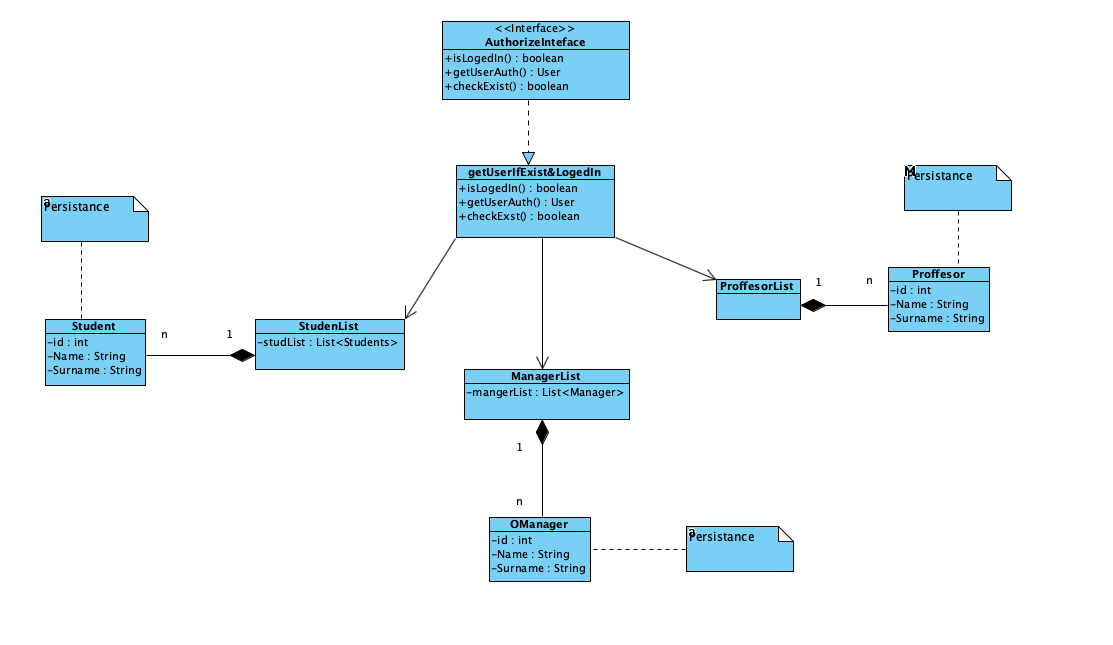 <<Interface>>
AuthorizeInteface
+isLogedIn() : boolean
+getUserAuth() : User
+checkExist() : boolean
getUserIfExist&LogedIn
+isLogedIn() : boolean
+getUserAuth() : User
+checkExst() : boolean
Persistance
Persistance
Student
-id : int
-Name : String
-Surname : String
n
1
StudenList
-studList : List<Students>
ProffesorList
1
n
Proffesor
-id : int
-Name : String
-Surname : String
ManagerList
-mangerList : List<Manager>
1
n
OManager
-id : int
-Name : String
-Surname : String
Persistance